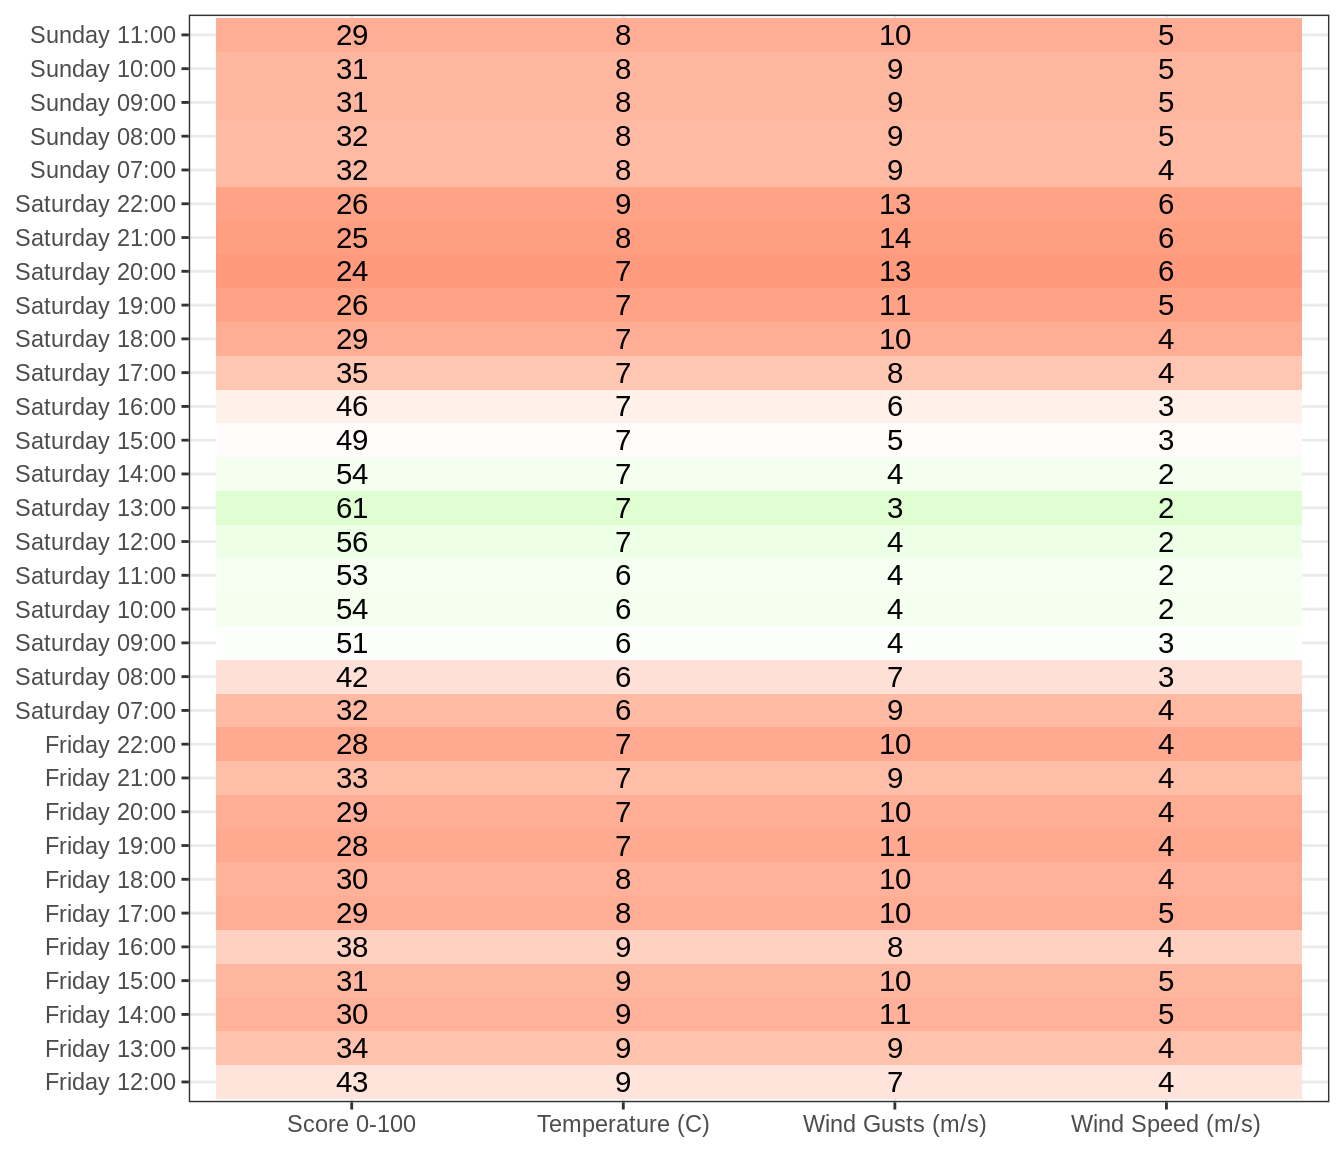 Sunday 11:00 29 8 10 5
Sunday 10:00 31 8 9 5
Sunday 09:00 31 8 9 5
Sunday 08:00 32 8 9 5
Sunday 07:00 32 8 9 4
Saturday 22:00 26 9 13 6
Saturday 21:00 25 8 14 6
Saturday 20:00 24 7 13 6
Saturday 19:00 26 7 11 5
Saturday 18:00 29 7 10 4
Saturday 17:00 35 7 8 4
Saturday 16:00 46 7 6 3
Saturday 15:00 49 7 5 3
Saturday 14:00 54 7 4 2
Saturday 13:00 61 7 3 2
Saturday 12:00 56 7 4 2
Saturday 11:00 53 6 4 2
Saturday 10:00 54 6 4 2
Saturday 09:00 51 6 4 3
Saturday 08:00 42 6 7 3
Saturday 07:00 32 6 9 4
Friday 22:00 28 7 10 4
Friday 21:00 33 7 9 4
Friday 20:00 29 7 10 4
Friday 19:00 28 7 11 4
Friday 18:00 30 8 10 4
Friday 17:00 29 8 10 5
Friday 16:00 38 9 8 4
Friday 15:00 31 9 10 5
Friday 14:00 30 9 11 5
Friday 13:00 34 9 9 4
Friday 12:00 43 9 7 4
Score 0-100 Temperature (C) Wind Gusts (m/s) Wind Speed (m/s)